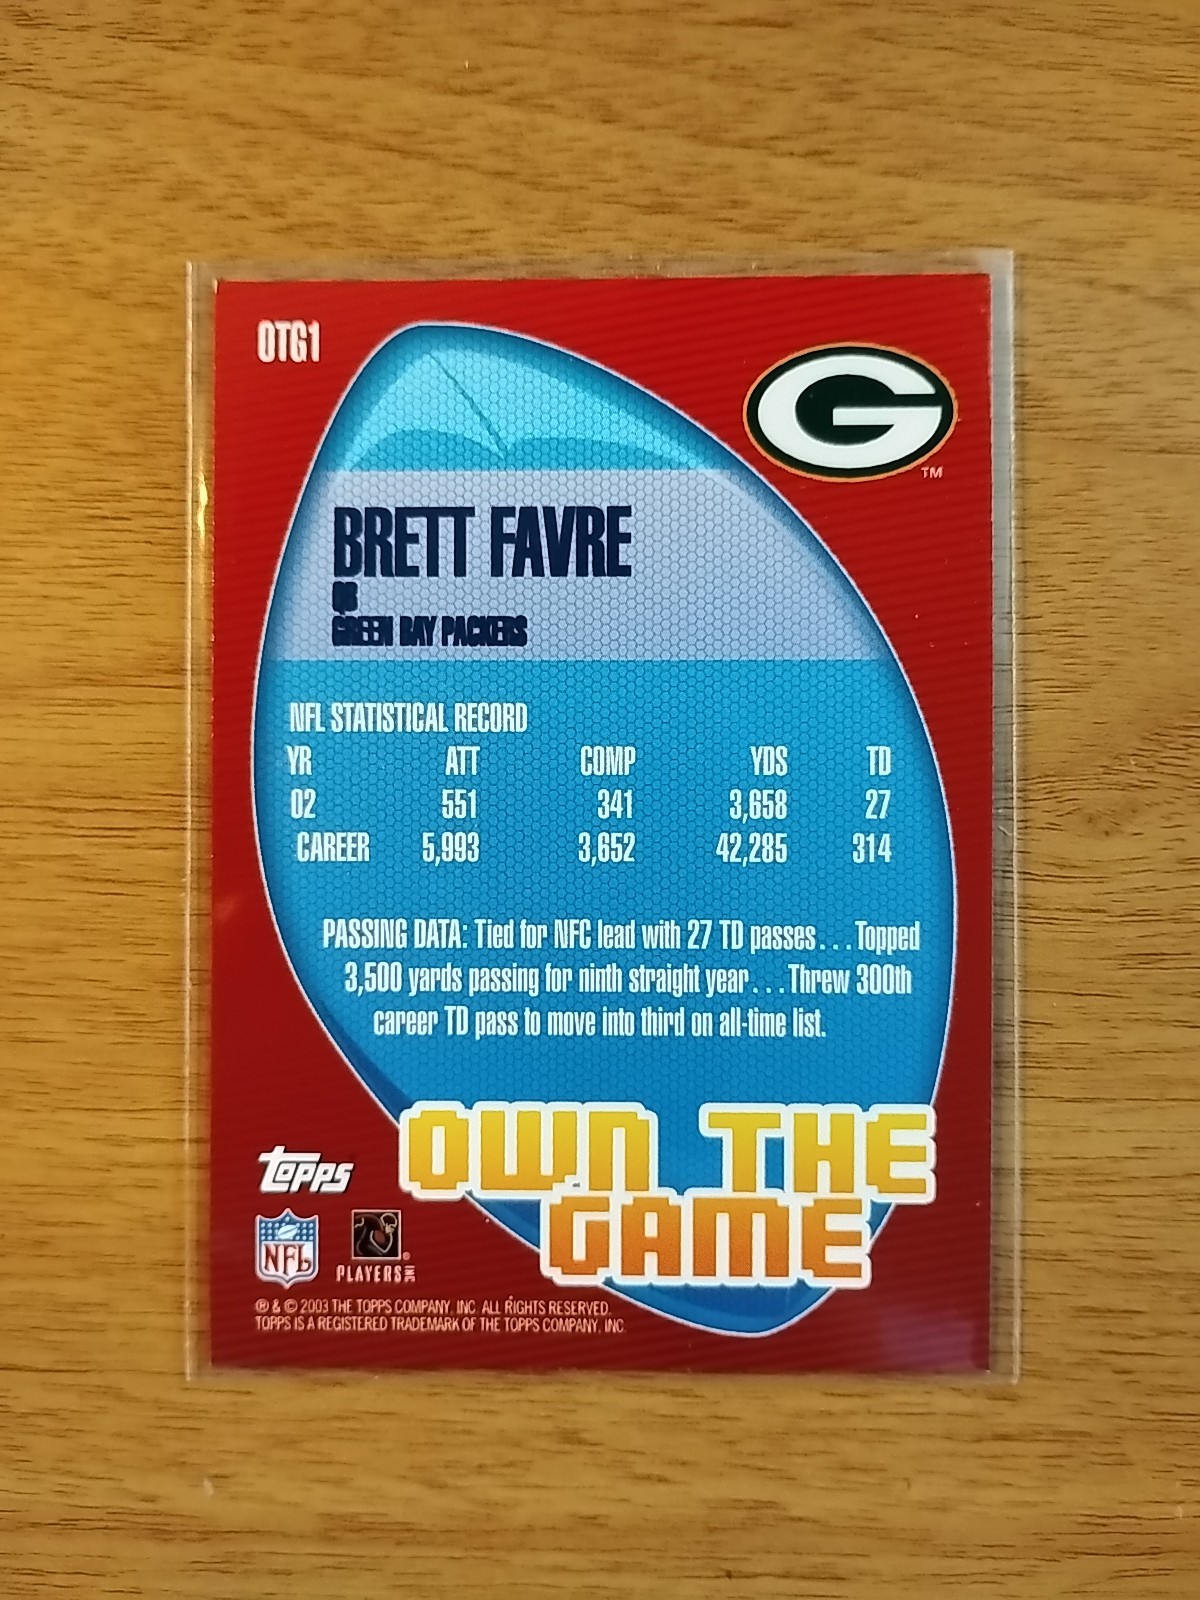 OTG1
G
TM
BRETT FAVRE
QB
GREEN BAY PACKERS
NFL STATISTICAL RECORD
YR ATT COMP YDS TD
02 551 341 3,658 27
CAREER 5,993 3,652 42,285 314
PASSING DATA: Tied for NFC lead with 27 TD passes...Topped
3,500 yards passing for ninth straight year...Threw 300th
career TD pass to move into third on all-time list.
OWN THE
GAME
TOPPS
NFL
PLAYERS INC ®
® & © 2003 THE TOPPS COMPANY, INC. ALL RIGHTS RESERVED.
TOPPS IS A REGISTERED TRADEMARK OF THE TOPPS COMPANY, INC.